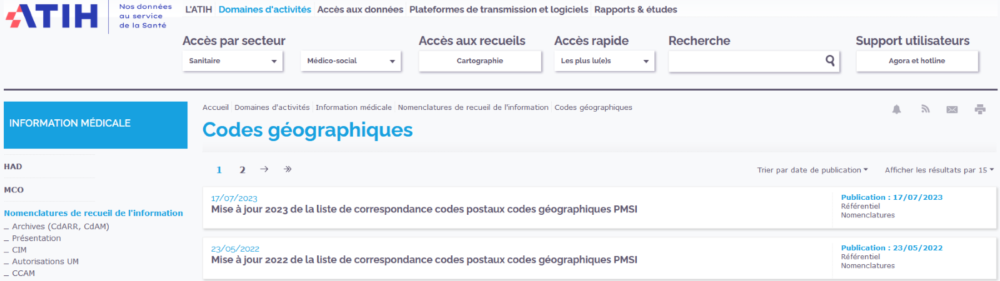 ATIH
Nos données
au service
de la Santé
L'ATIH Domaines d'activités Accès aux données Plateformes de transmission et logiciels Rapports & études
Accès par secteur Accès aux recueils Accès rapide Recherche Support utilisateurs
Sanitaire Médico-social Cartographie Les plus lu(e)s Agora et hotline
INFORMATION MÉDICALE
HAD
MCO
Nomenclatures de recueil de l'information
_ Archives (CdARR, CdAM)
_ Présentation
_ CIM
_ Autorisations UM
_ CCAM
Accueil Domaines d'activités Information médicale Nomenclatures de recueil de l'information Codes géographiques
Codes géographiques
1 2 → »
Trier par date de publication Afficher les résultats par 15
17/07/2023
Mise à jour 2023 de la liste de correspondance codes postaux codes géographiques PMSI
Publication : 17/07/2023
Référentiel
Nomenclatures
23/05/2022
Mise à jour 2022 de la liste de correspondance codes postaux codes géographiques PMSI
Publication : 23/05/2022
Référentiel
Nomenclatures